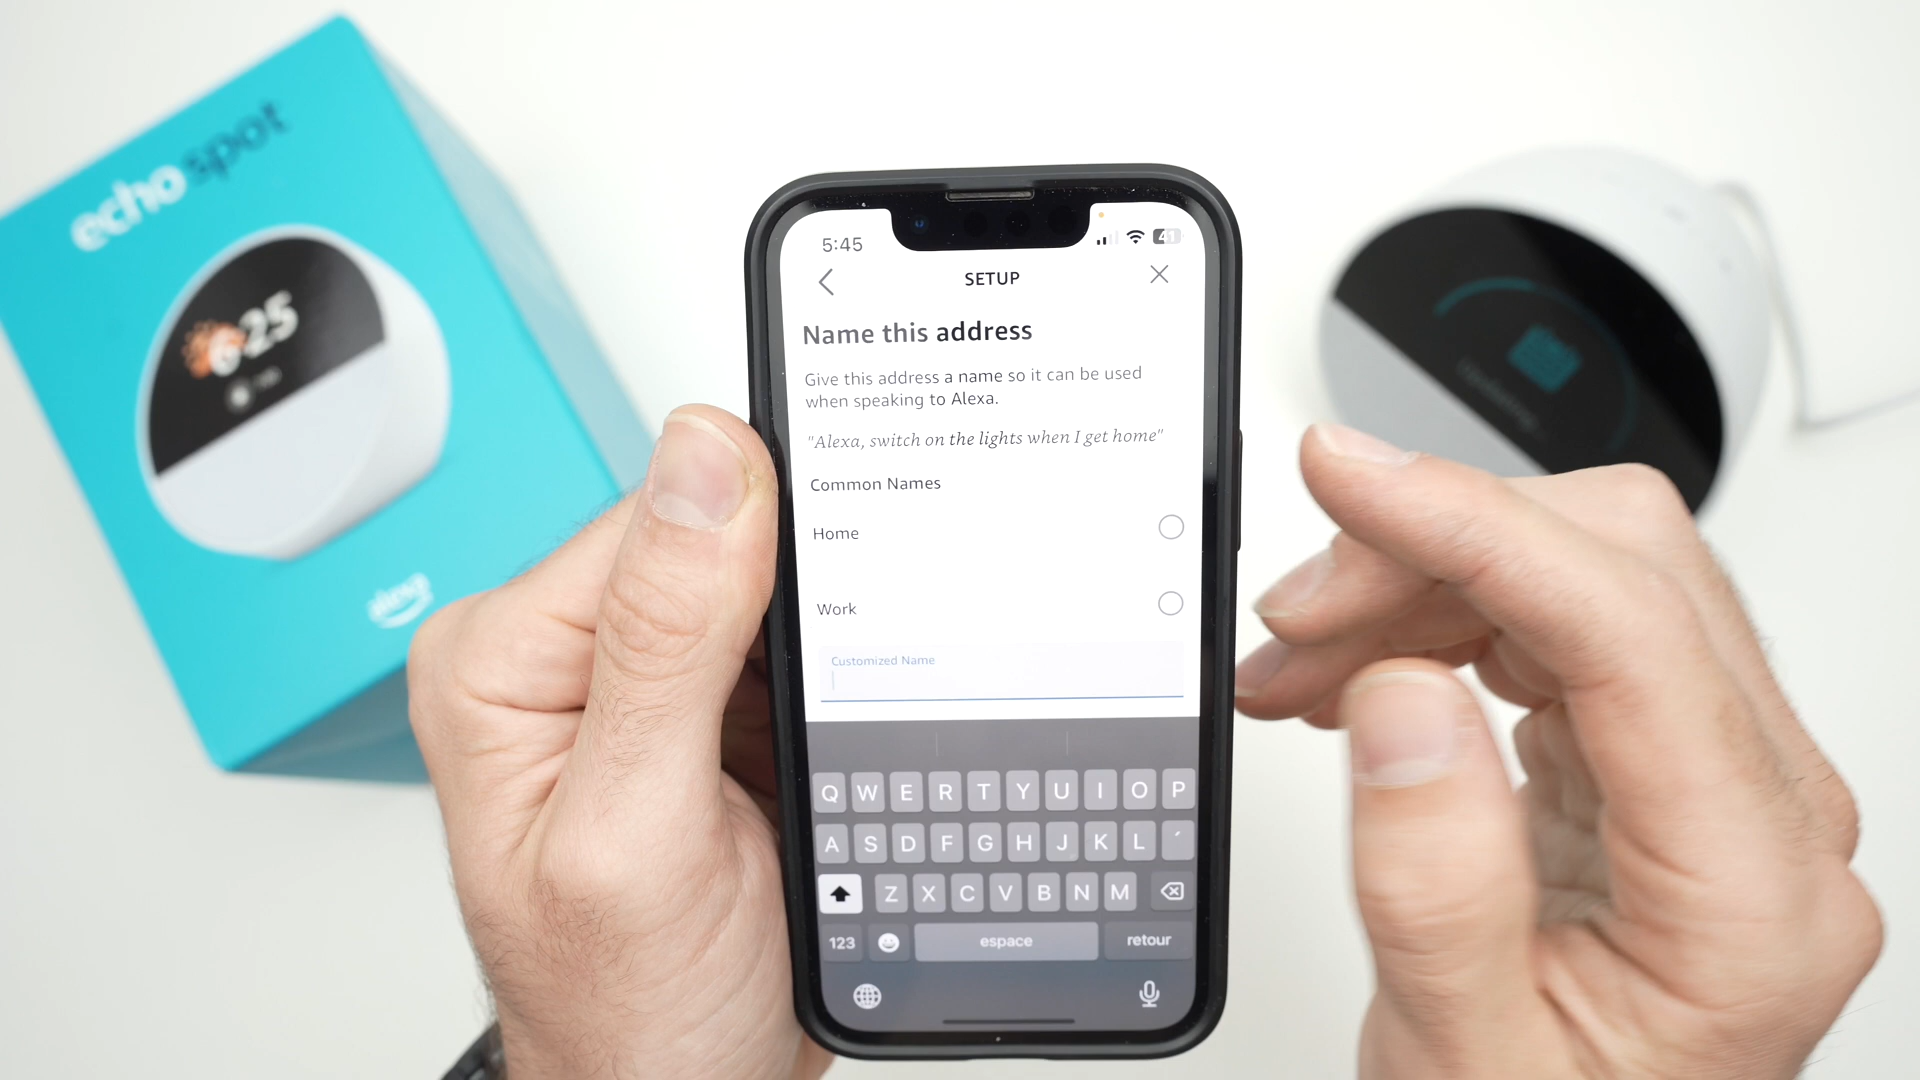 echo spot
6:25
alexa
5:45
41
SETUP
Name this address
Give this address a name so it can be used
when speaking to Alexa.
"Alexa, switch on the lights when I get home"
Common Names
Home
Work
Customized Name
Q W E R T Y U I O P
A S D F G H J K L ´
Z X C V B N M
123 espace retour